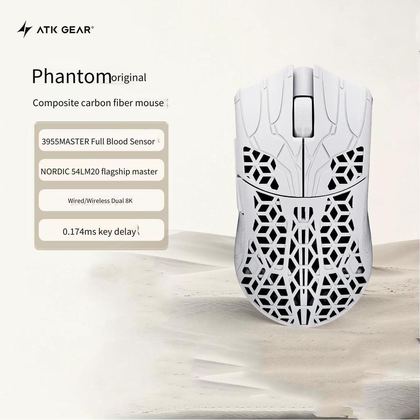 ATK GEAR
Phantom original
Composite carbon fiber mouse
3955MASTER Full Blood Sensor
NORDIC 54LM20 flagship master
Wired/Wireless Dual 8K
0.174ms key delay